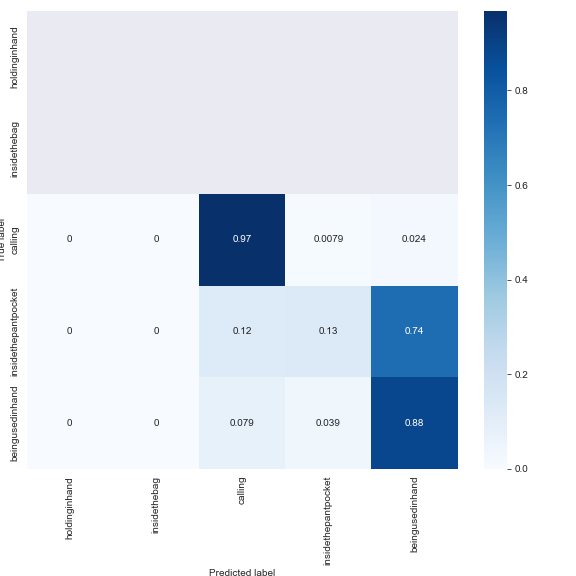 holdinginhand
insidethebag
True label
calling
insidethepantpocket
beingusedinhand
0 0 0.97 0.0079 0.024
0 0 0.12 0.13 0.74
0 0 0.079 0.039 0.88
holdinginhand
insidethebag
calling
insidethepantpocket
beingusedinhand
Predicted label
0.8
0.6
0.4
0.2
0.0